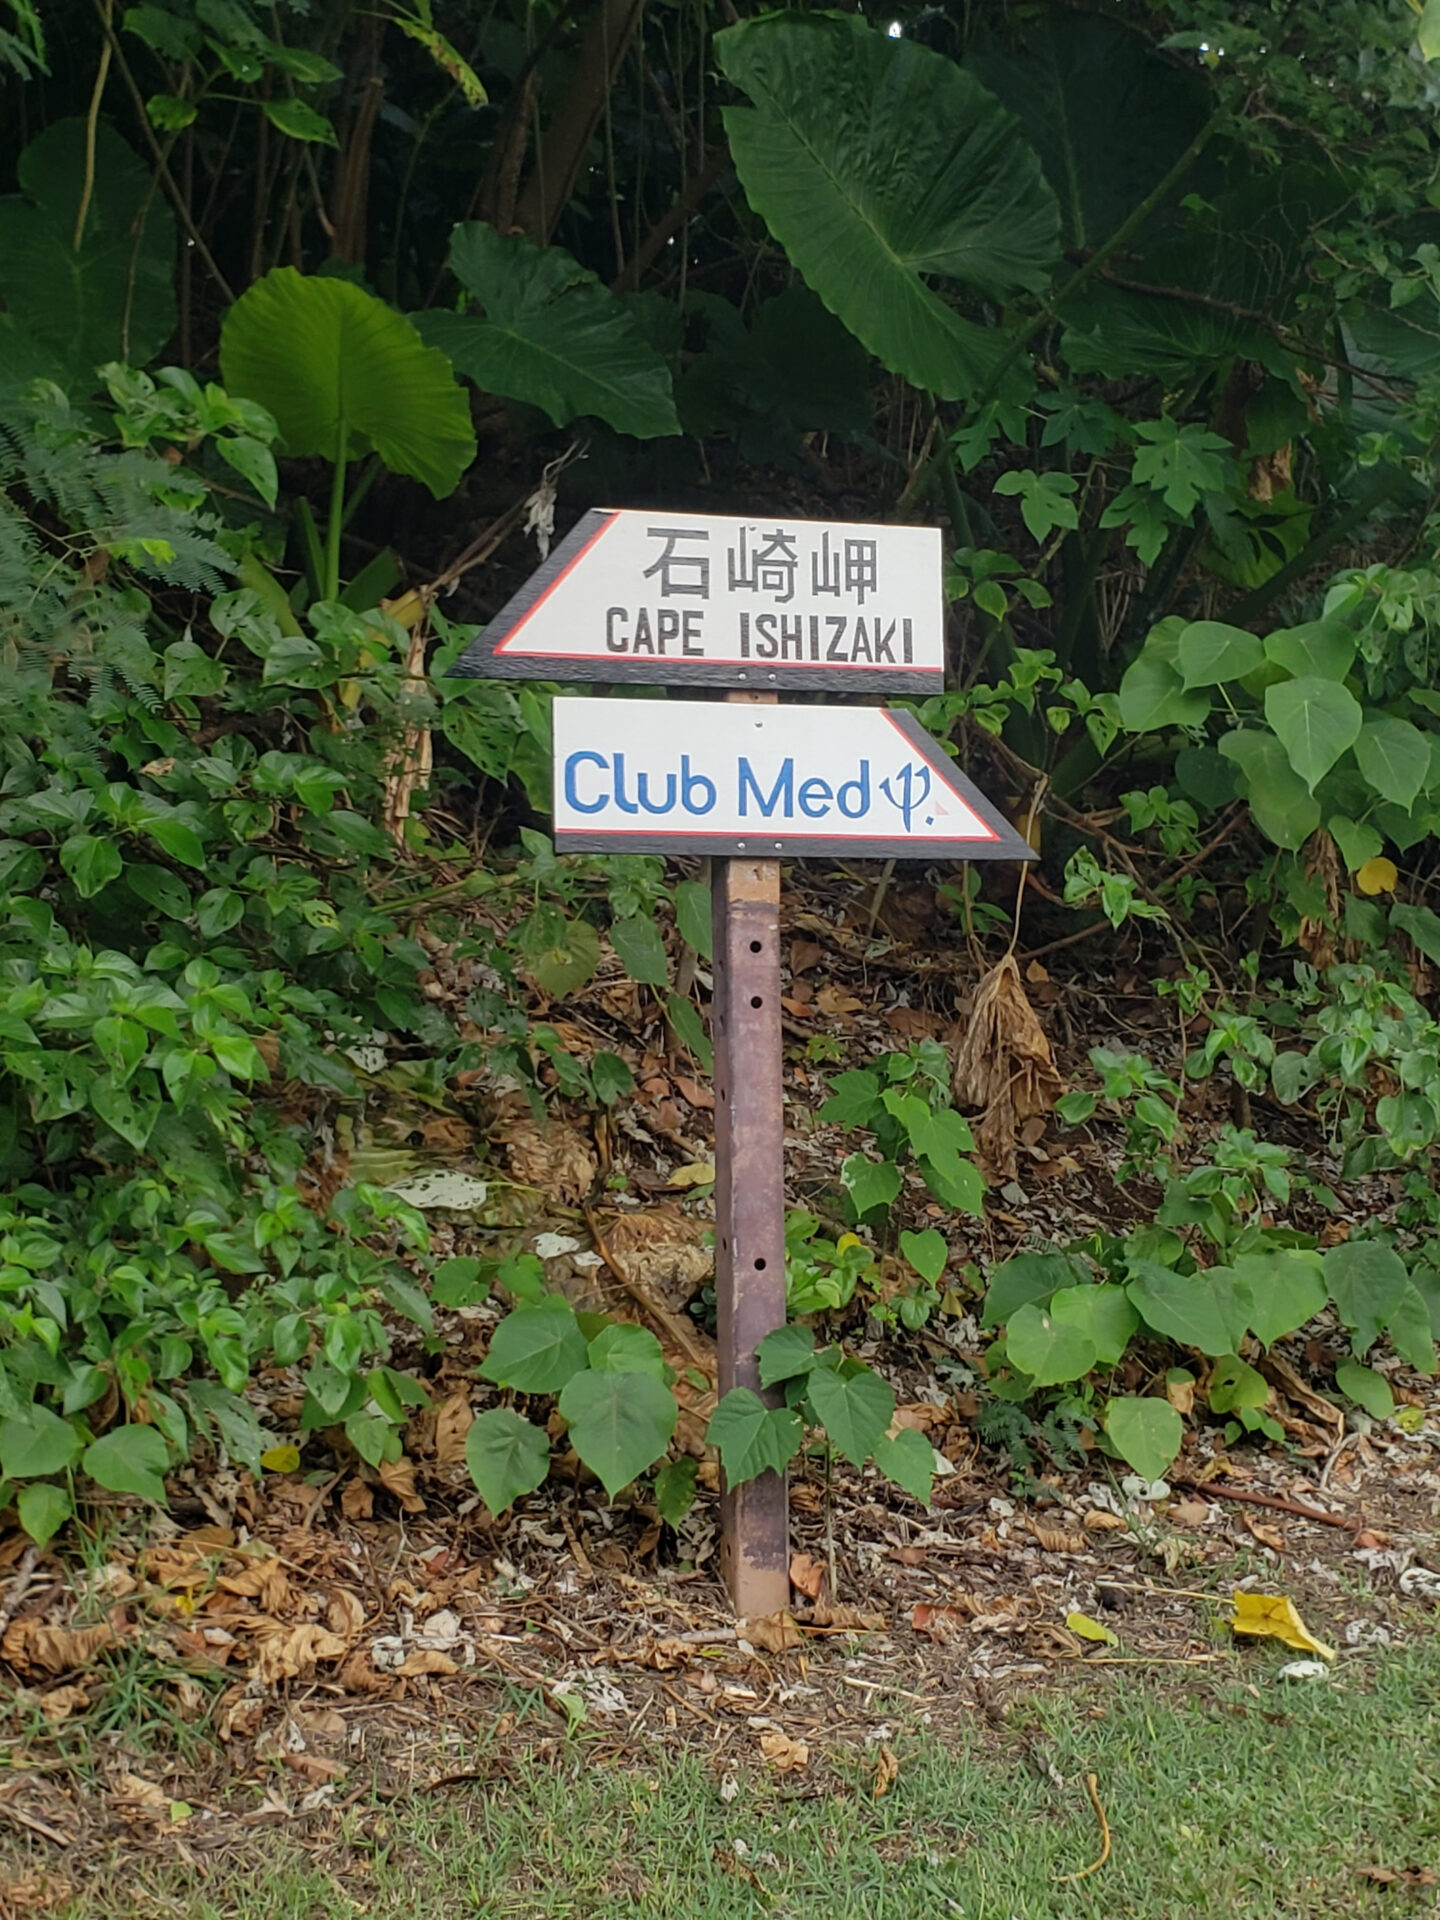 石崎岬
CAPE ISHIZAKI
Club Med